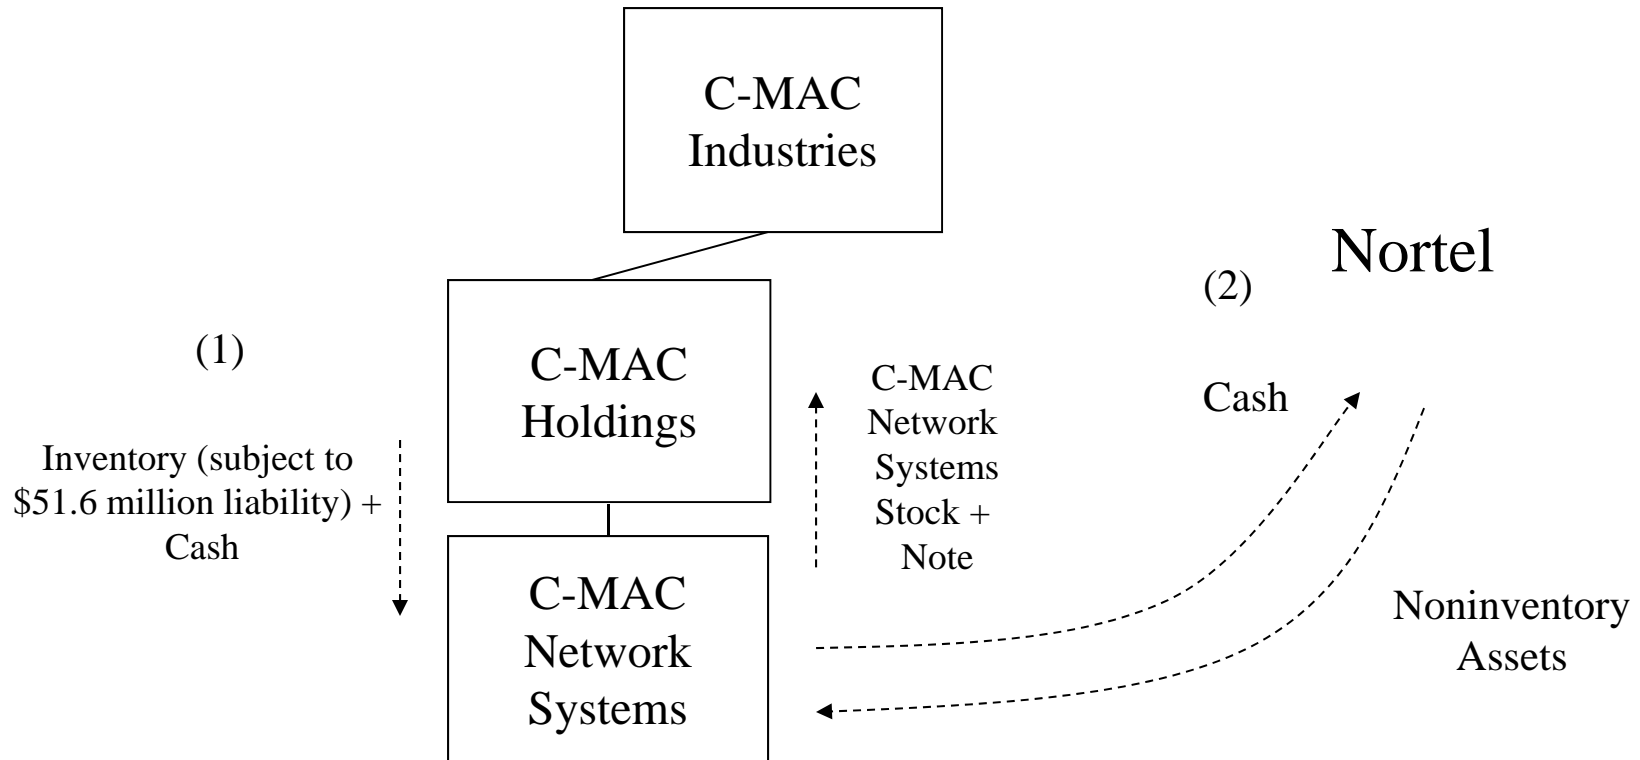 C-MAC
Industries
Nortel
(2)
(1)
C-MAC
Holdings
C-MAC
Network
Systems
Stock +
Note
Cash
Inventory (subject to
$51.6 million liability) +
Cash
C-MAC
Network
Systems
Noninventory
Assets